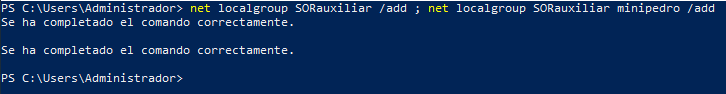 PS C:\Users\Administrador> net localgroup SORauxiliar /add ; net localgroup SORauxiliar minipedro /add
Se ha completado el comando correctamente.
Se ha completado el comando correctamente.
PS C:\Users\Administrador>